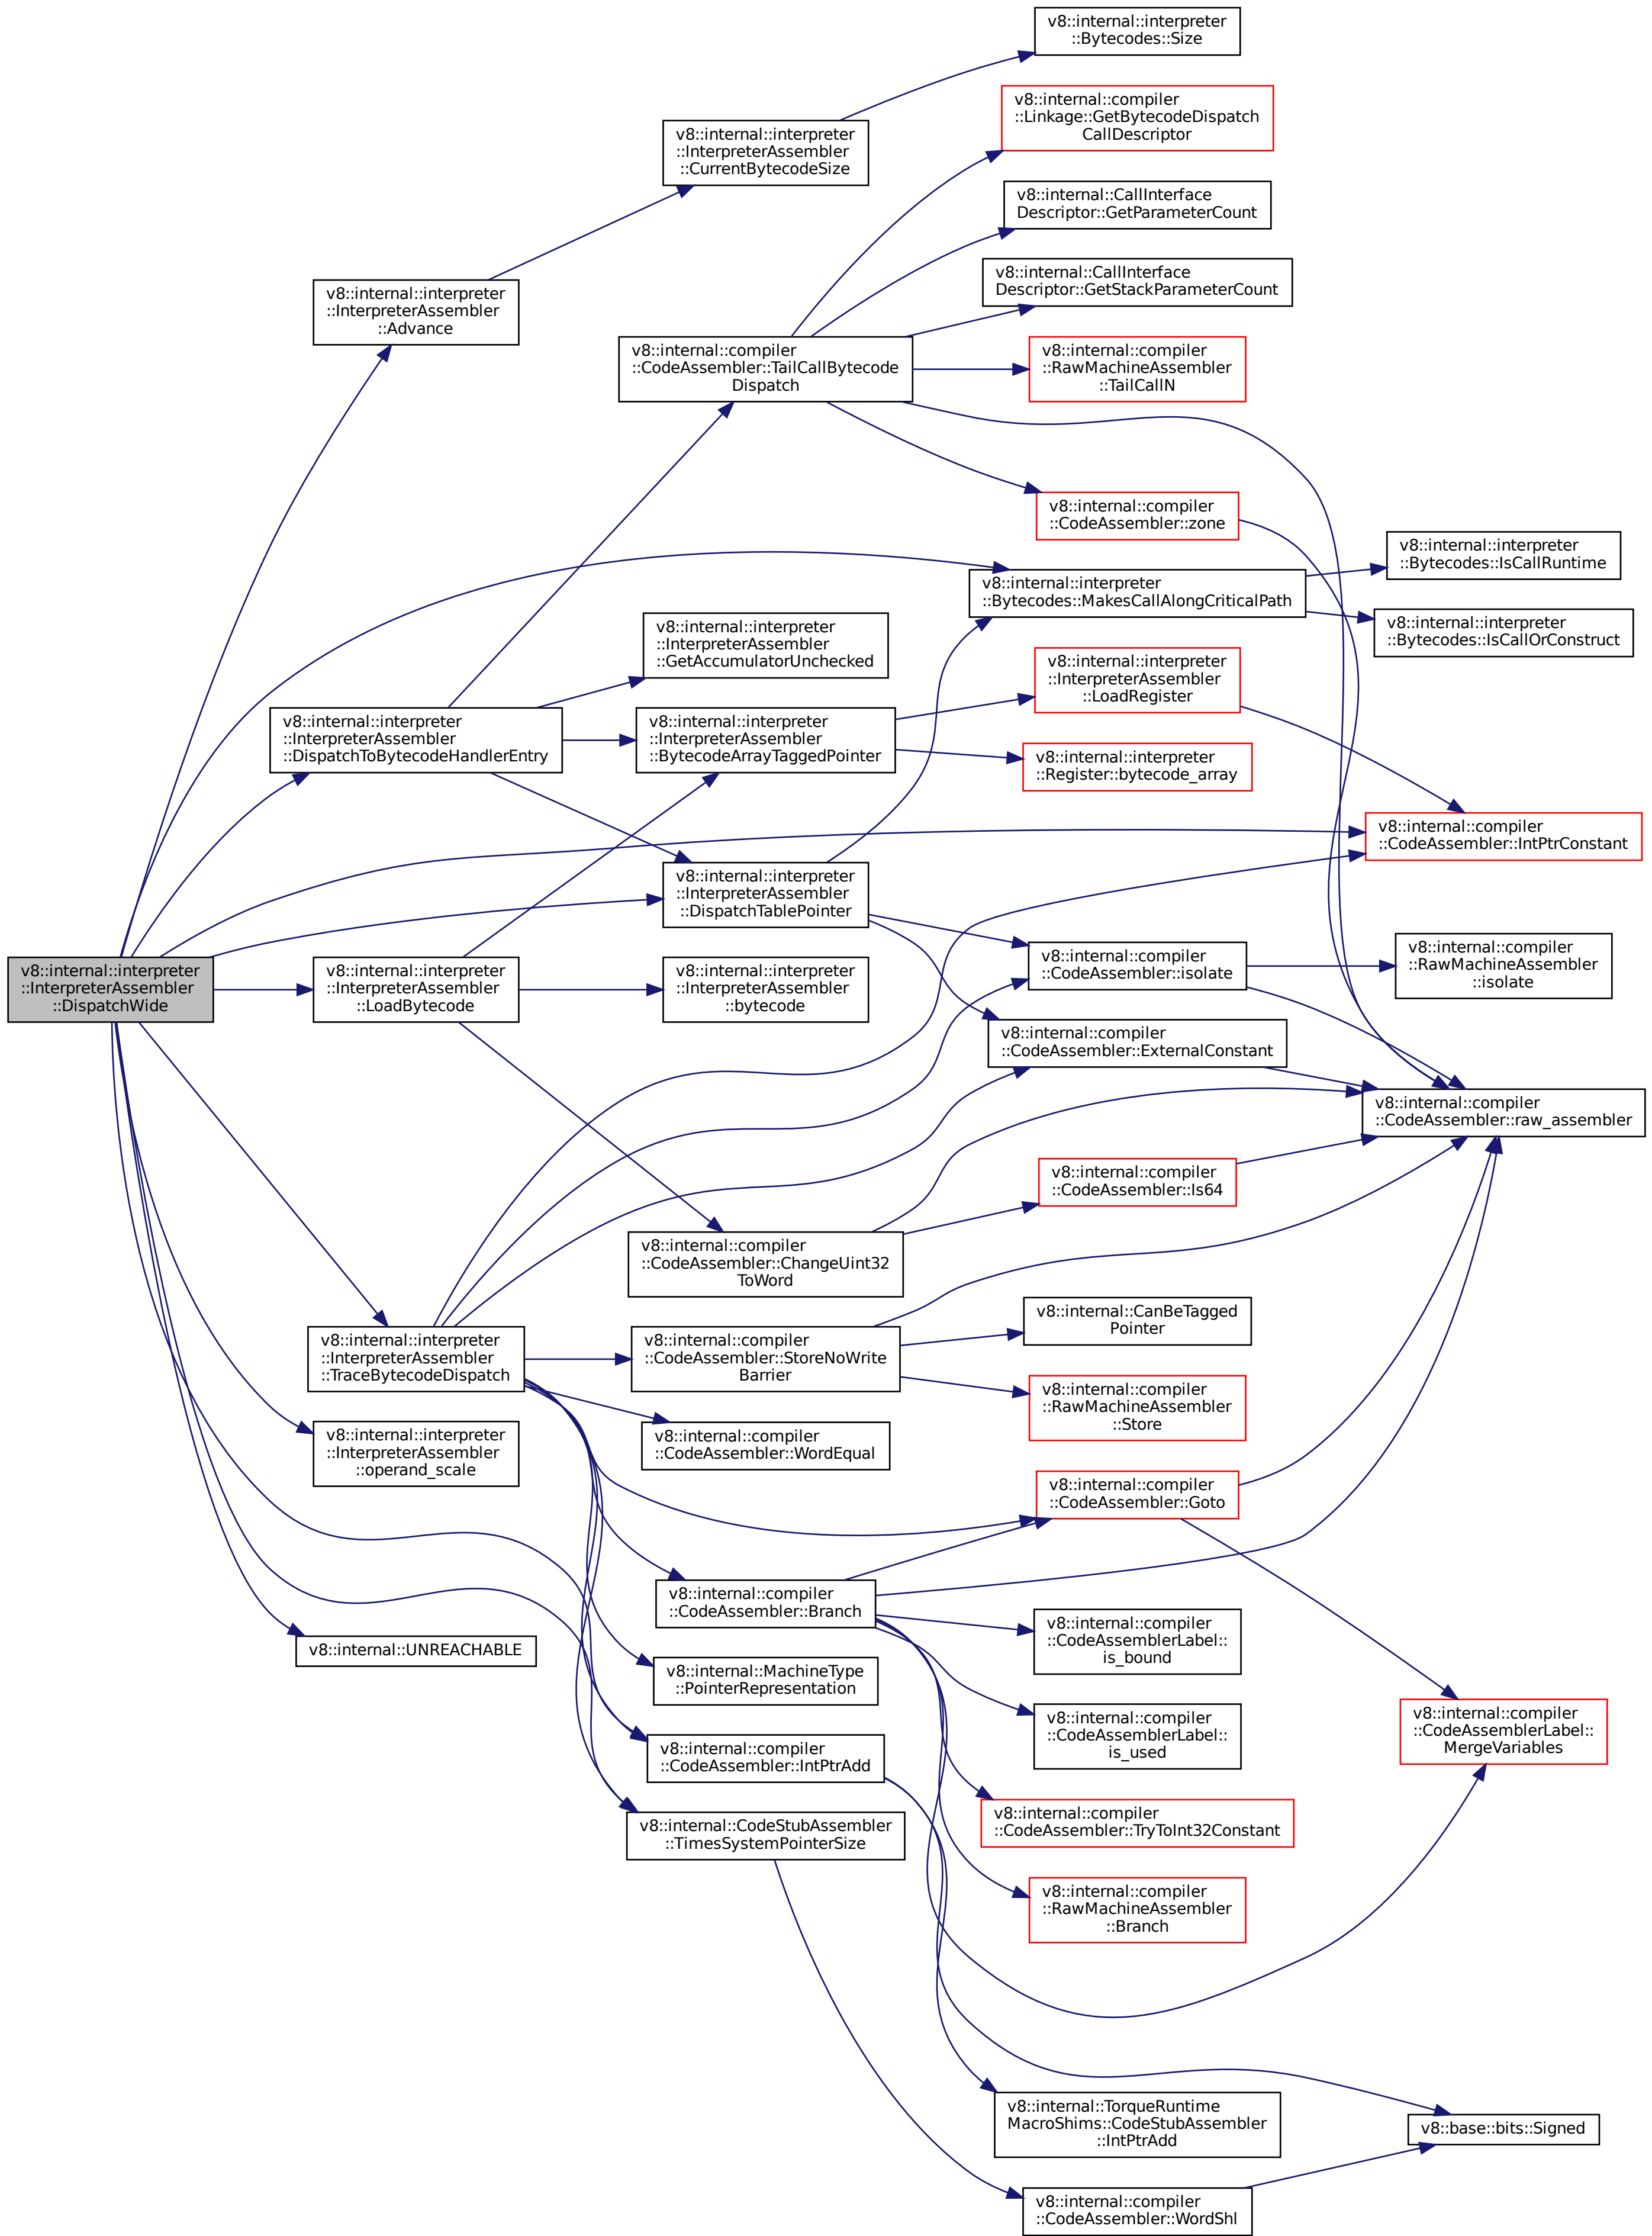 v8::internal::interpreter
::Bytecodes::Size
v8::internal::compiler
::Linkage::GetBytecodeDispatch
CallDescriptor
v8::internal::interpreter
::InterpreterAssembler
::CurrentBytecodeSize
v8::internal::CallInterface
Descriptor::GetParameterCount
v8::internal::CallInterface
Descriptor::GetStackParameterCount
v8::internal::interpreter
::InterpreterAssembler
::Advance
v8::internal::compiler
::CodeAssembler::TailCallBytecode
Dispatch
v8::internal::compiler
::RawMachineAssembler
::TailCallN
v8::internal::compiler
::CodeAssembler::zone
v8::internal::interpreter
::Bytecodes::IsCallRuntime
v8::internal::interpreter
::Bytecodes::MakesCallAlongCriticalPath
v8::internal::interpreter
::Bytecodes::IsCallOrConstruct
v8::internal::interpreter
::InterpreterAssembler
::GetAccumulatorUnchecked
v8::internal::interpreter
::InterpreterAssembler
::LoadRegister
v8::internal::interpreter
::InterpreterAssembler
::DispatchToBytecodeHandlerEntry
v8::internal::interpreter
::InterpreterAssembler
::BytecodeArrayTaggedPointer
v8::internal::interpreter
::Register::bytecode_array
v8::internal::compiler
::CodeAssembler::IntPtrConstant
v8::internal::interpreter
::InterpreterAssembler
::DispatchTablePointer
v8::internal::interpreter
::InterpreterAssembler
::DispatchWide
v8::internal::interpreter
::InterpreterAssembler
::LoadBytecode
v8::internal::interpreter
::InterpreterAssembler
::bytecode
v8::internal::compiler
::CodeAssembler::isolate
v8::internal::compiler
::RawMachineAssembler
::isolate
v8::internal::compiler
::CodeAssembler::ExternalConstant
v8::internal::compiler
::CodeAssembler::raw_assembler
v8::internal::compiler
::CodeAssembler::Is64
v8::internal::compiler
::CodeAssembler::ChangeUint32
ToWord
v8::internal::CanBeTagged
Pointer
v8::internal::interpreter
::InterpreterAssembler
::TraceBytecodeDispatch
v8::internal::compiler
::CodeAssembler::StoreNoWrite
Barrier
v8::internal::compiler
::RawMachineAssembler
::Store
v8::internal::interpreter
::InterpreterAssembler
::operand_scale
v8::internal::compiler
::CodeAssembler::WordEqual
v8::internal::compiler
::CodeAssembler::Goto
v8::internal::compiler
::CodeAssembler::Branch
v8::internal::compiler
::CodeAssemblerLabel::
is_bound
v8::internal::UNREACHABLE
v8::internal::MachineType
::PointerRepresentation
v8::internal::compiler
::CodeAssemblerLabel::
is_used
v8::internal::compiler
::CodeAssemblerLabel::
MergeVariables
v8::internal::compiler
::CodeAssembler::IntPtrAdd
v8::internal::compiler
::CodeAssembler::TryToInt32Constant
v8::internal::CodeStubAssembler
::TimesSystemPointerSize
v8::internal::compiler
::RawMachineAssembler
::Branch
v8::internal::TorqueRuntime
MacroShims::CodeStubAssembler
::IntPtrAdd
v8::base::bits::Signed
v8::internal::compiler
::CodeAssembler::WordShl